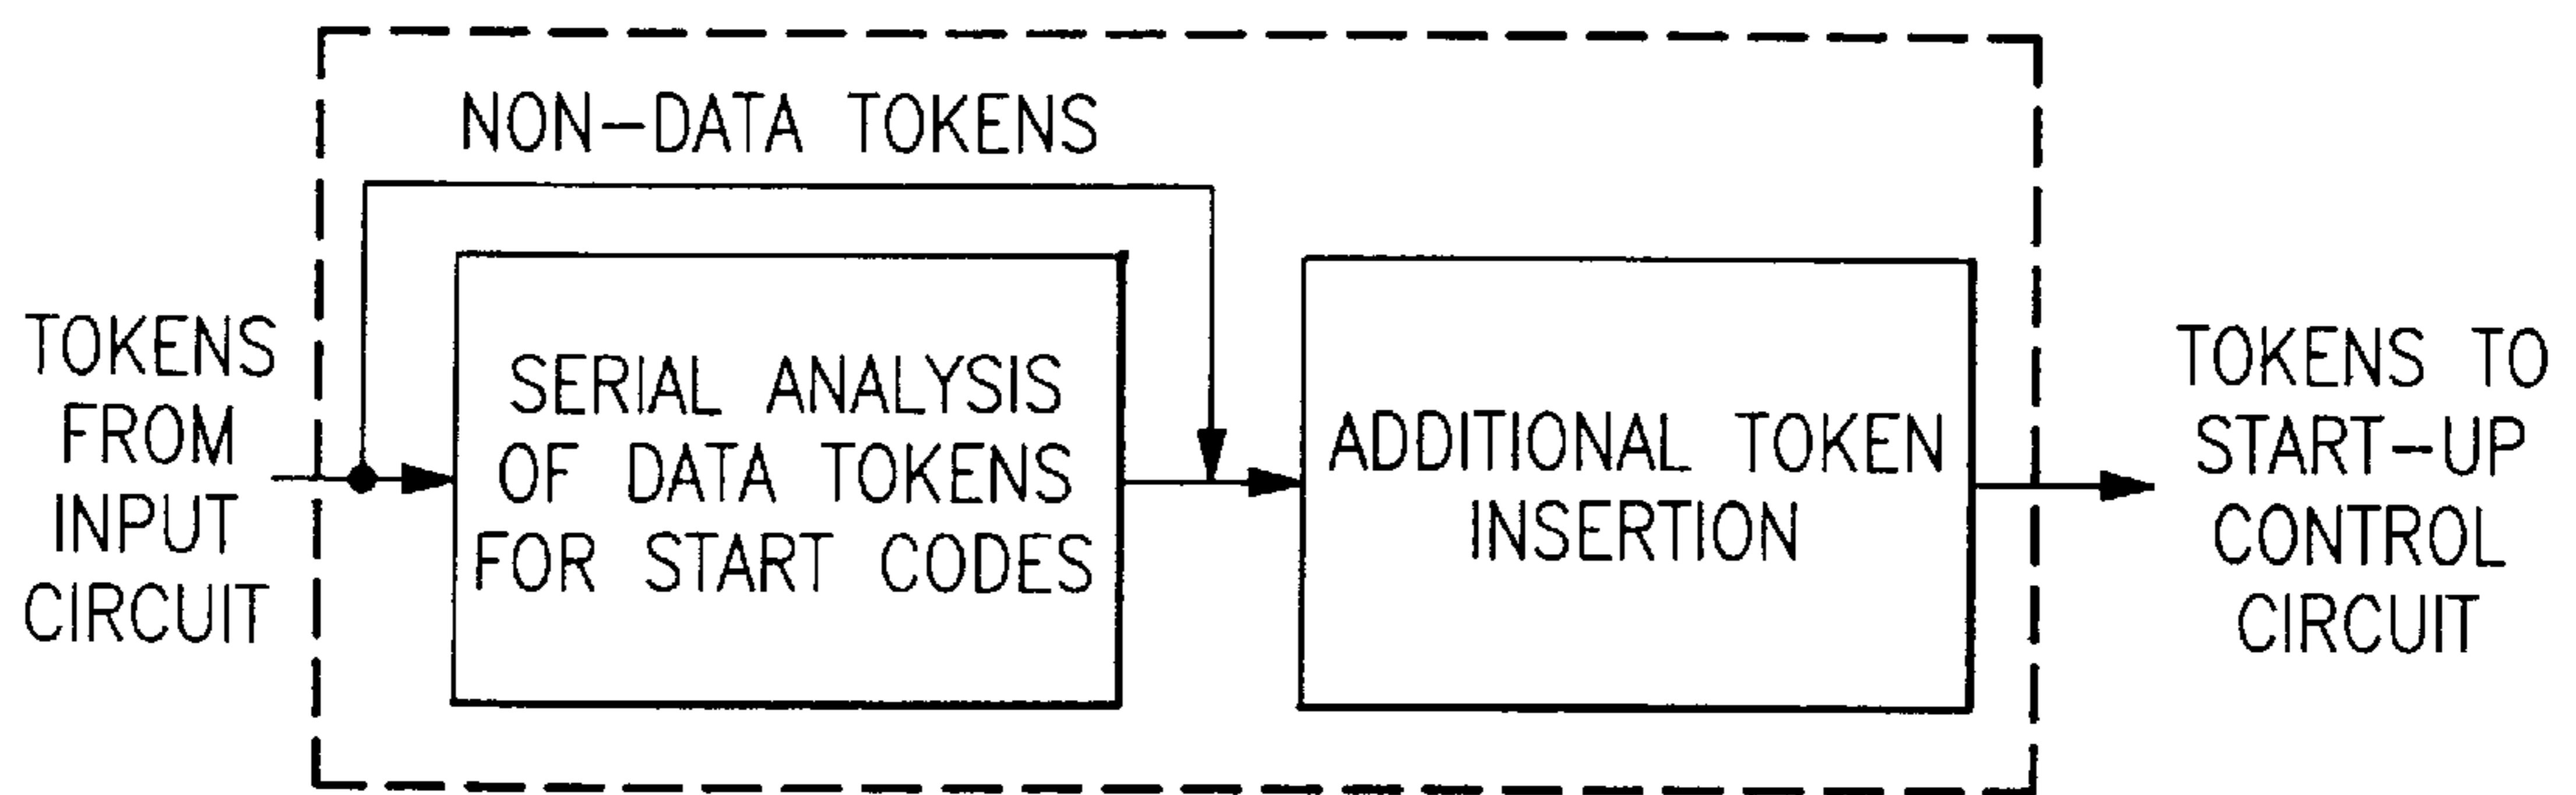 NON-DATA TOKENS
TOKENS
FROM
INPUT
CIRCUIT
SERIAL ANALYSIS
OF DATA TOKENS
FOR START CODES
ADDITIONAL TOKEN
INSERTION
TOKENS TO
START-UP
CONTROL
CIRCUIT